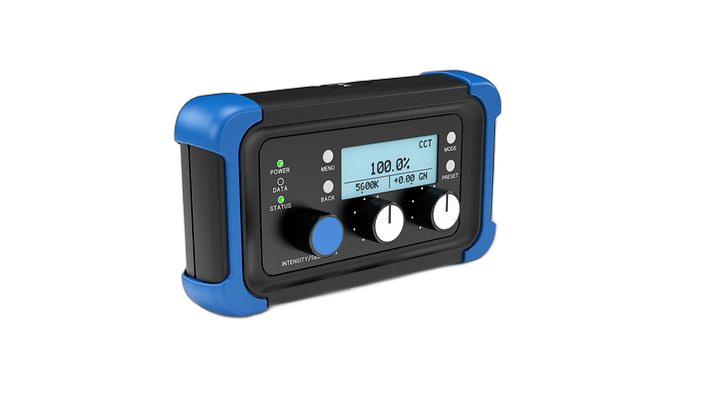 POWER
DATA
STATUS
MENU
BACK
CCT
100.0%
5600K
+0.00 GN
MODE
PRESET